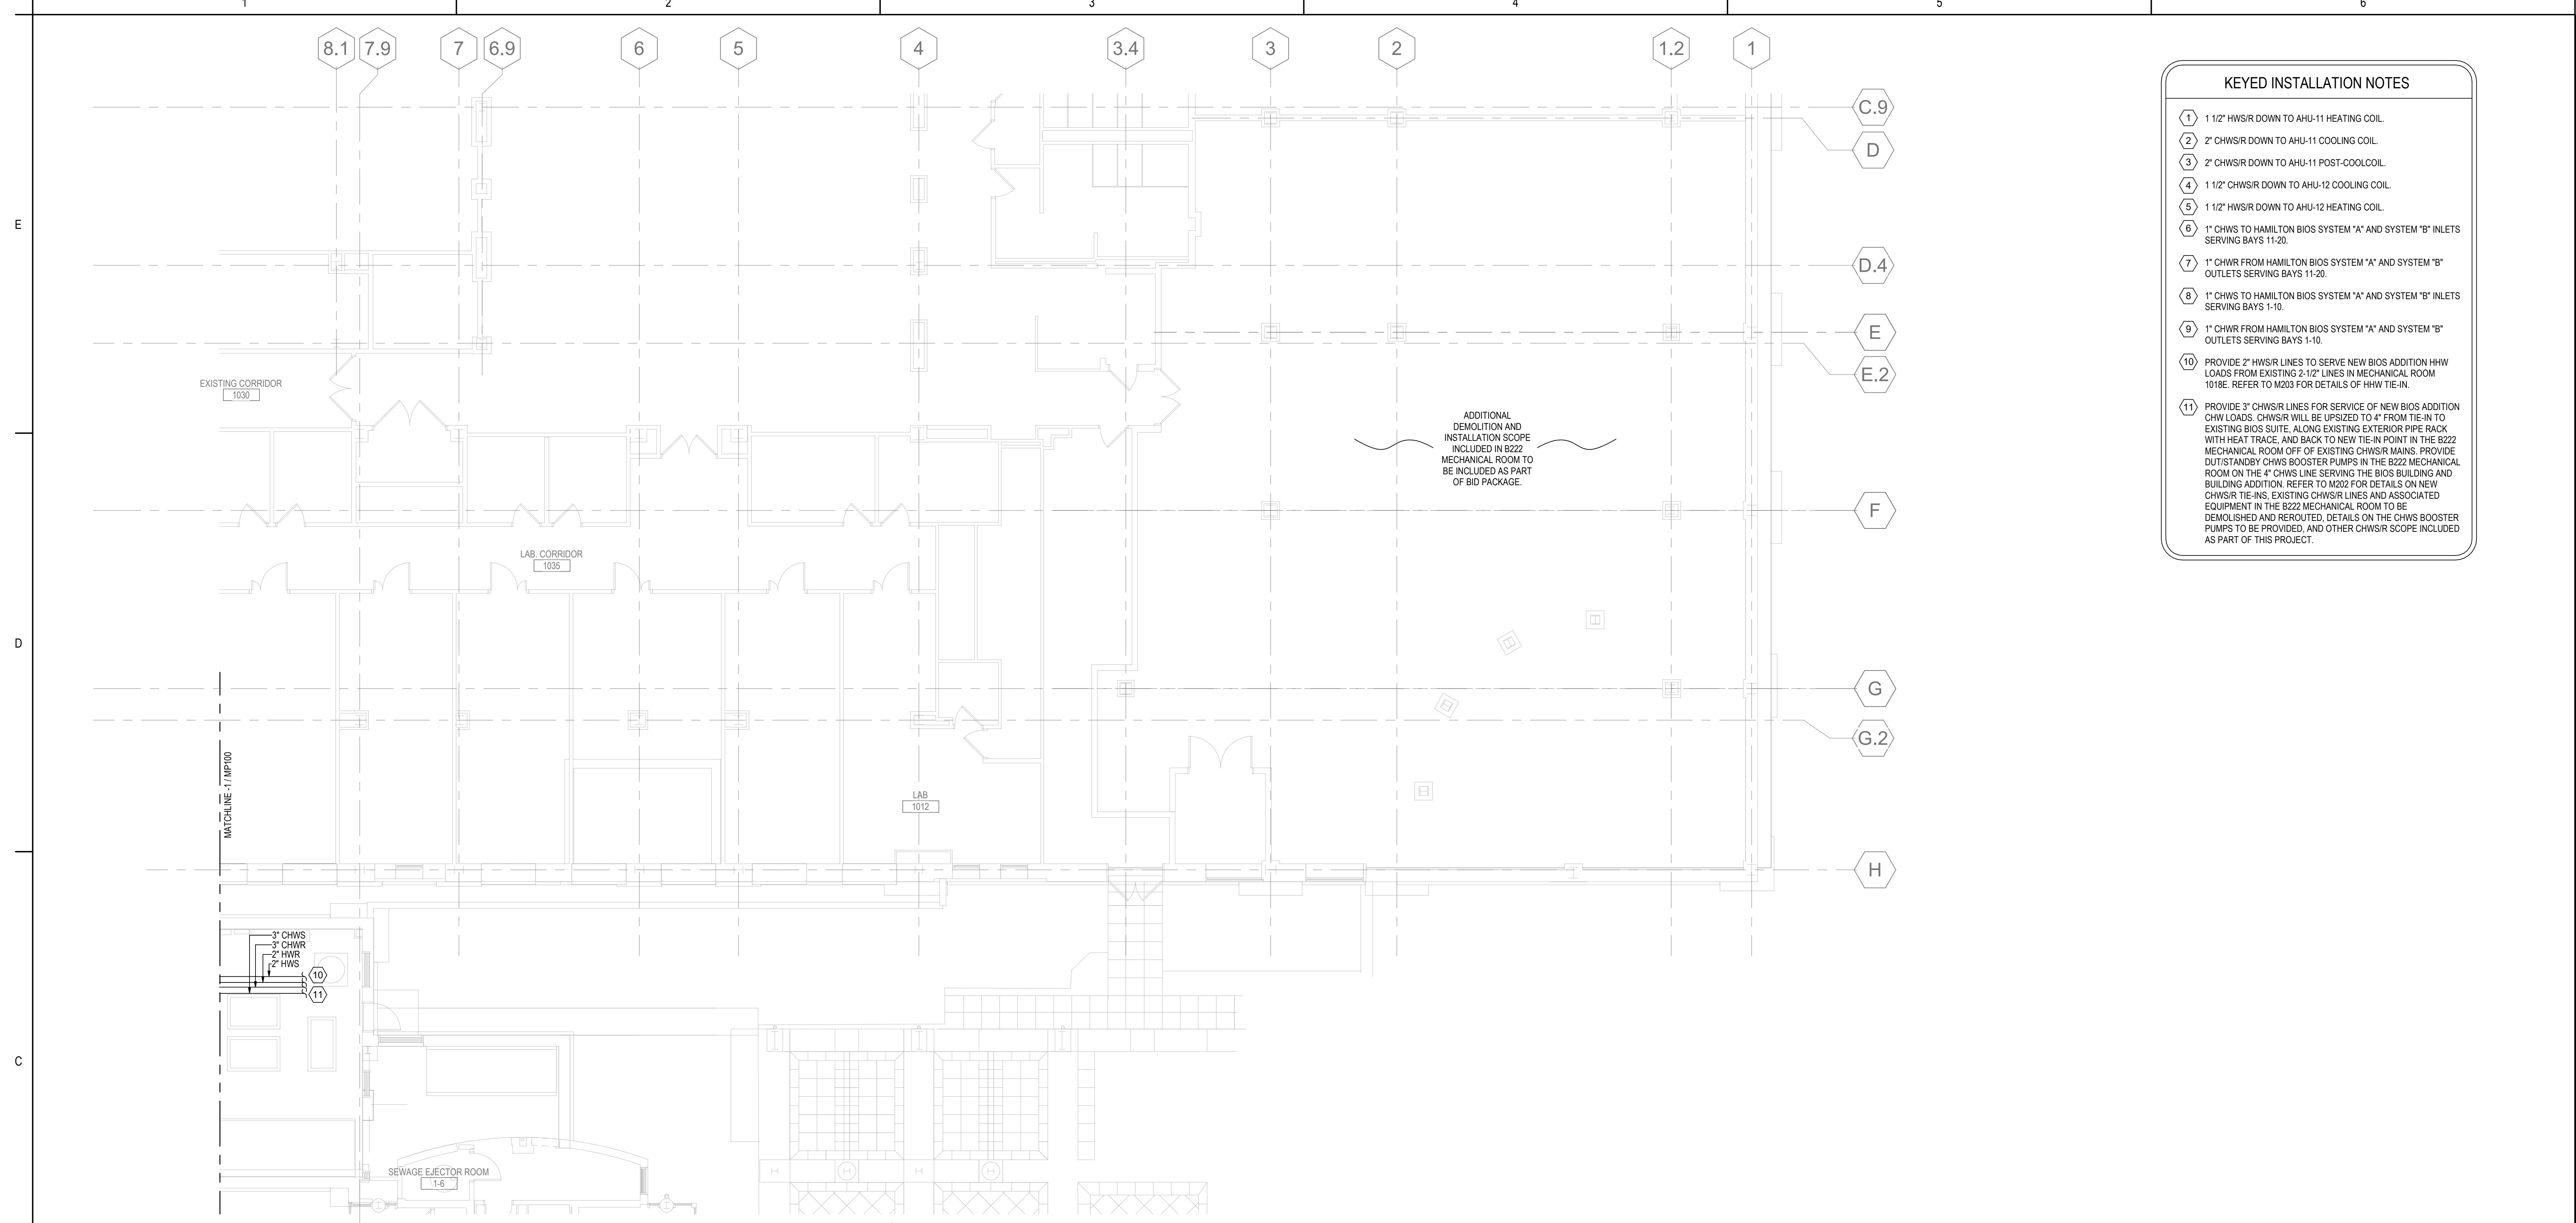 1 2 3 4 5 6
8.1 7.9 7 6.9 6 5 4 3.4 3 2 1.2 1
C.9
D
E
D.4
E
E.2
F
G
G.2
H
D
C
EXISTING CORRIDOR
1030
LAB. CORRIDOR
1035
LAB
1012
MATCHLINE -1 / MP100
ADDITIONAL
DEMOLITION AND
INSTALLATION SCOPE
INCLUDED IN B222
MECHANICAL ROOM TO
BE INCLUDED AS PART
OF BID PACKAGE.
3" CHWS
3" CHWR
2" HWR
2" HWS
10
11
SEWAGE EJECTOR ROOM
1-6
KEYED INSTALLATION NOTES
1 1 1/2" HWS/R DOWN TO AHU-11 HEATING COIL.
2 2" CHWS/R DOWN TO AHU-11 COOLING COIL.
3 2" CHWS/R DOWN TO AHU-11 POST-COOLCOIL.
4 1 1/2" CHWS/R DOWN TO AHU-12 COOLING COIL.
5 1 1/2" HWS/R DOWN TO AHU-12 HEATING COIL.
6 1" CHWS TO HAMILTON BIOS SYSTEM "A" AND SYSTEM "B" INLETS
SERVING BAYS 11-20.
7 1" CHWR FROM HAMILTON BIOS SYSTEM "A" AND SYSTEM "B"
OUTLETS SERVING BAYS 11-20.
8 1" CHWS TO HAMILTON BIOS SYSTEM "A" AND SYSTEM "B" INLETS
SERVING BAYS 1-10.
9 1" CHWR FROM HAMILTON BIOS SYSTEM "A" AND SYSTEM "B"
OUTLETS SERVING BAYS 1-10.
10 PROVIDE 2" HWS/R LINES TO SERVE NEW BIOS ADDITION HHW
LOADS FROM EXISTING 2-1/2" LINES IN MECHANICAL ROOM
1018E. REFER TO M203 FOR DETAILS OF HHW TIE-IN.
11 PROVIDE 3" CHWS/R LINES FOR SERVICE OF NEW BIOS ADDITION
CHW LOADS. CHWS/R WILL BE UPSIZED TO 4" FROM TIE-IN TO
EXISTING BIOS SUITE, ALONG EXISTING EXTERIOR PIPE RACK
WITH HEAT TRACE, AND BACK TO NEW TIE-IN POINT IN THE B222
MECHANICAL ROOM OFF OF EXISTING CHWS/R MAINS. PROVIDE
DUT/STANDBY CHWS BOOSTER PUMPS IN THE B222 MECHANICAL
ROOM ON THE 4" CHWS LINE SERVING THE BIOS BUILDING AND
BUILDING ADDITION. REFER TO M202 FOR DETAILS ON NEW
CHWS/R TIE-INS, EXISTING CHWS/R LINES AND ASSOCIATED
EQUIPMENT IN THE B222 MECHANICAL ROOM TO BE
DEMOLISHED AND REROUTED, DETAILS ON THE CHWS BOOSTER
PUMPS TO BE PROVIDED, AND OTHER CHWS/R SCOPE INCLUDED
AS PART OF THIS PROJECT.